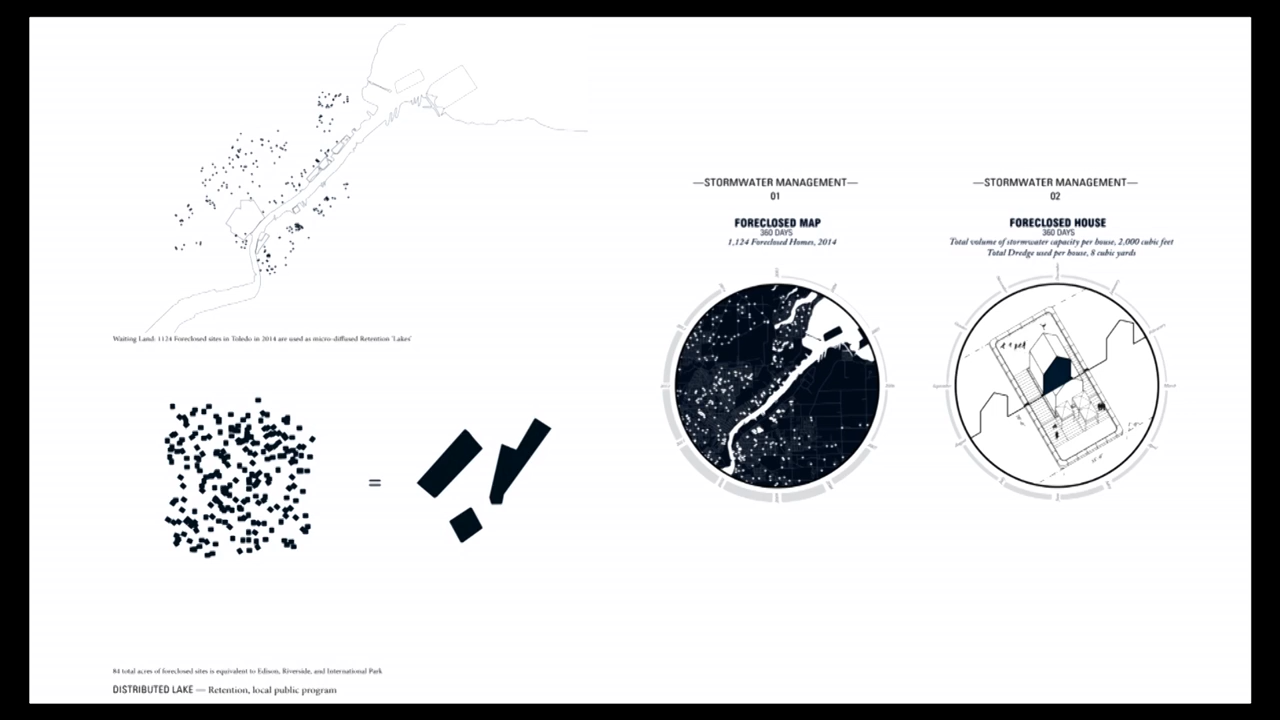 Waiting Land: 1124 Foreclosed sites in Toledo in 2014 are used as micro-diffused Retention 'Lakes'
=
84 total acres of foreclosed sites is equivalent to Edison, Riverside, and International Park
DISTRIBUTED LAKE — Retention, local public program
—STORMWATER MANAGEMENT—
01
FORECLOSED MAP
360 DAYS
1,124 Foreclosed Homes, 2014
—STORMWATER MANAGEMENT—
02
FORECLOSED HOUSE
360 DAYS
Total volume of stormwater capacity per house, 2,000 cubic feet
Total Dredge used per house, 8 cubic yards